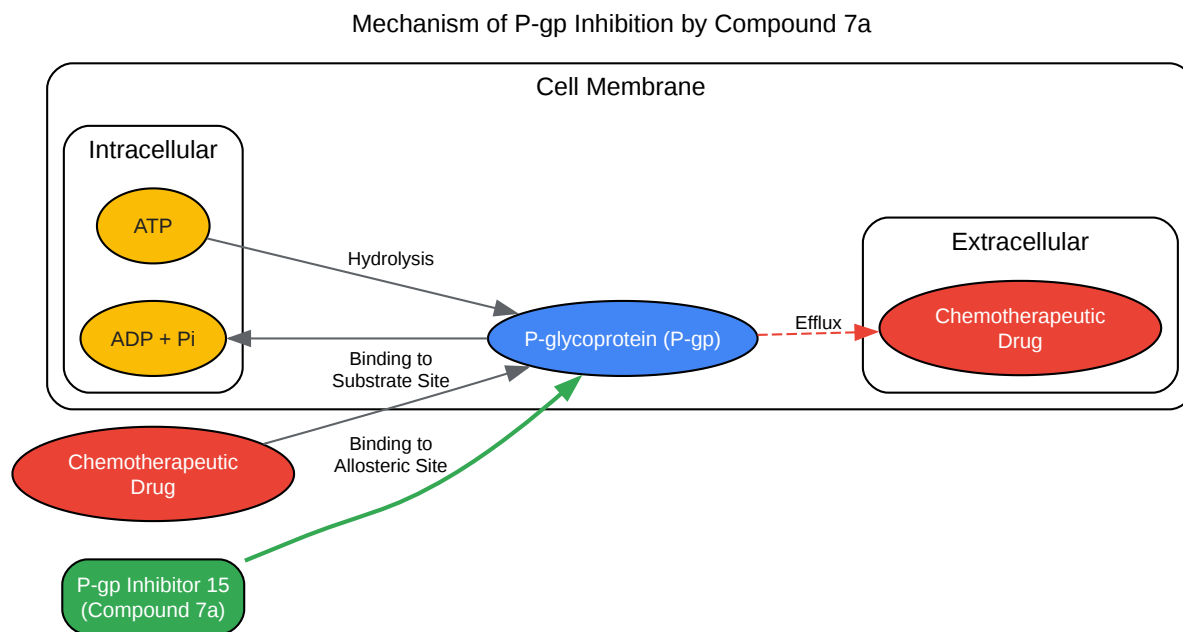 Mechanism of P-gp Inhibition by Compound 7a
Cell Membrane
Intracellular
ATP
Hydrolysis
ADP + Pi
P-glycoprotein (P-gp)
Efflux
Extracellular
Chemotherapeutic
Drug
Binding to
Substrate Site
Chemotherapeutic
Drug
Binding to
Allosteric Site
P-gp Inhibitor 15
(Compound 7a)